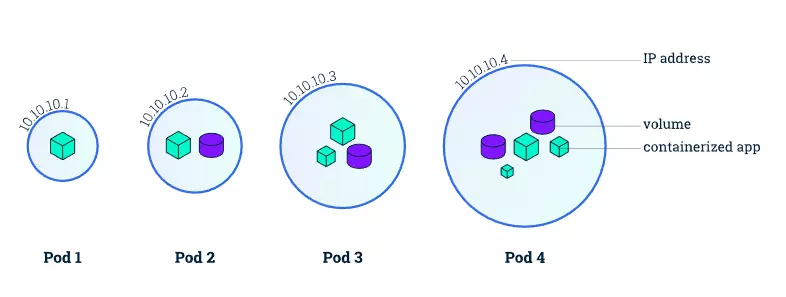 10.10.10.1
10.10.10.2
10.10.10.3
10.10.10.4
IP address
volume
containerized app
Pod 1
Pod 2
Pod 3
Pod 4